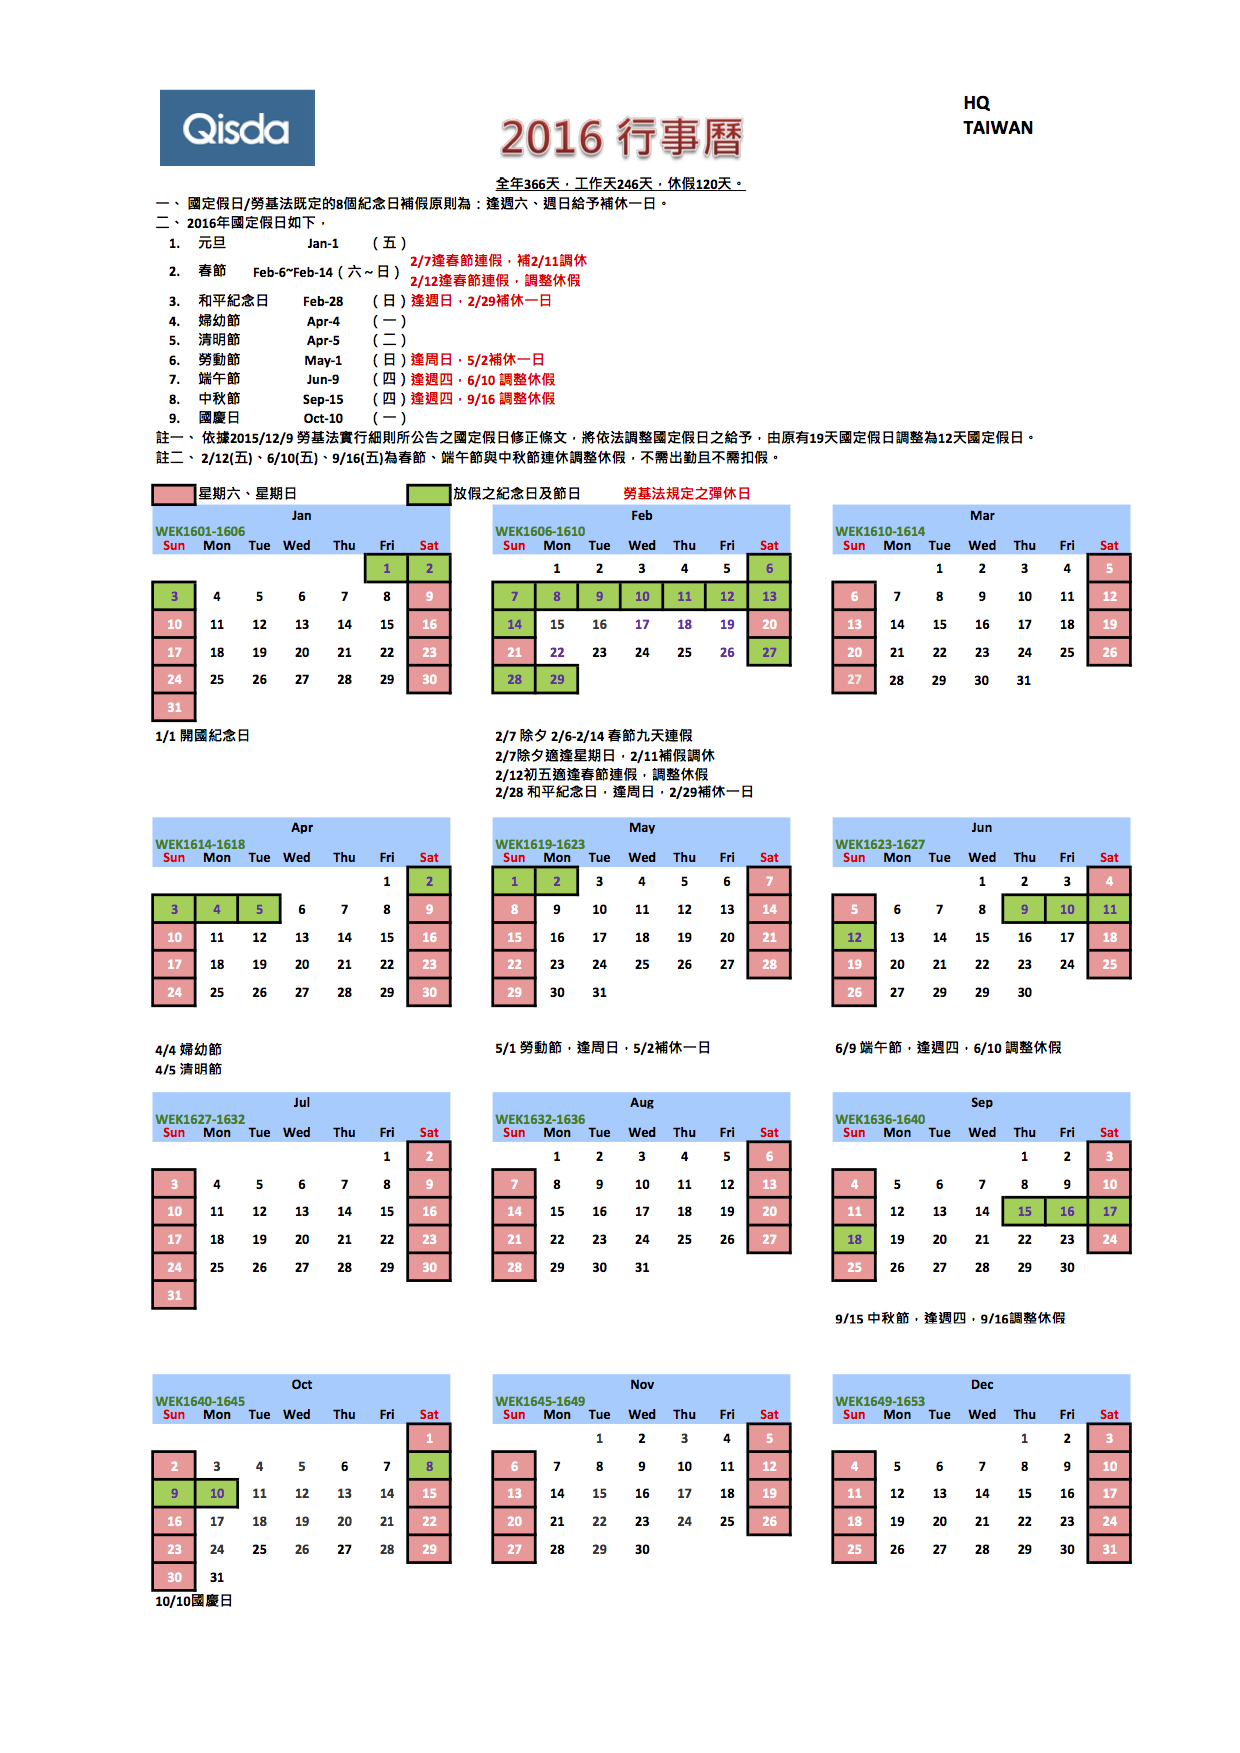 Qisda
2016 行事曆
HQ
TAIWAN
全年366天，工作天246天，休假120天。
一、 國定假日/勞基法既定的8個紀念日補假原則為：逢週六、週日給予補休一日。
二、 2016年國定假日如下，
1. 元旦 Jan-1 （五）
2. 春節 Feb-6~Feb-14（六～日） 2/7逢春節連假，補2/11調休
2/12逢春節連假，調整休假
3. 和平紀念日 Feb-28 （日）逢週日，2/29補休一日
4. 婦幼節 Apr-4 （一）
5. 清明節 Apr-5 （二）
6. 勞動節 May-1 （日）逢周日，5/2補休一日
7. 端午節 Jun-9 （四）逢週四，6/10 調整休假
8. 中秋節 Sep-15 （四）逢週四，9/16 調整休假
9. 國慶日 Oct-10 （一）
註一、 依據2015/12/9 勞基法實行細則所公告之國定假日修正條文，將依法調整國定假日之給予，由原有19天國定假日調整為12天國定假日。
註二、 2/12(五)、6/10(五)、9/16(五)為春節、端午節與中秋節連休調整休假，不需出勤且不需扣假。
星期六、星期日 放假之紀念日及節日 勞基法規定之彈休日
Jan
WEK1601-1606
Sun Mon Tue Wed Thu Fri Sat
1 2
3 4 5 6 7 8 9
10 11 12 13 14 15 16
17 18 19 20 21 22 23
24 25 26 27 28 29 30
31
1/1 開國紀念日
Feb
WEK1606-1610
Sun Mon Tue Wed Thu Fri Sat
1 2 3 4 5 6
7 8 9 10 11 12 13
14 15 16 17 18 19 20
21 22 23 24 25 26 27
28 29
2/7 除夕 2/6-2/14 春節九天連假
2/7除夕適逢星期日，2/11補假調休
2/12初五適逢春節連假，調整休假
2/28 和平紀念日，逢周日，2/29補休一日
Mar
WEK1610-1614
Sun Mon Tue Wed Thu Fri Sat
1 2 3 4 5
6 7 8 9 10 11 12
13 14 15 16 17 18 19
20 21 22 23 24 25 26
27 28 29 30 31
Apr
WEK1614-1618
Sun Mon Tue Wed Thu Fri Sat
1 2
3 4 5 6 7 8 9
10 11 12 13 14 15 16
17 18 19 20 21 22 23
24 25 26 27 28 29 30
4/4 婦幼節
4/5 清明節
May
WEK1619-1623
Sun Mon Tue Wed Thu Fri Sat
1 2 3 4 5 6 7
8 9 10 11 12 13 14
15 16 17 18 19 20 21
22 23 24 25 26 27 28
29 30 31
5/1 勞動節，逢周日，5/2補休一日
Jun
WEK1623-1627
Sun Mon Tue Wed Thu Fri Sat
1 2 3 4
5 6 7 8 9 10 11
12 13 14 15 16 17 18
19 20 21 22 23 24 25
26 27 29 29 30
6/9 端午節，逢週四，6/10 調整休假
Jul
WEK1627-1632
Sun Mon Tue Wed Thu Fri Sat
1 2
3 4 5 6 7 8 9
10 11 12 13 14 15 16
17 18 19 20 21 22 23
24 25 26 27 28 29 30
31
Aug
WEK1632-1636
Sun Mon Tue Wed Thu Fri Sat
1 2 3 4 5 6
7 8 9 10 11 12 13
14 15 16 17 18 19 20
21 22 23 24 25 26 27
28 29 30 31
Sep
WEK1636-1640
Sun Mon Tue Wed Thu Fri Sat
1 2 3
4 5 6 7 8 9 10
11 12 13 14 15 16 17
18 19 20 21 22 23 24
25 26 27 28 29 30
9/15 中秋節，逢週四，9/16調整休假
Oct
WEK1640-1645
Sun Mon Tue Wed Thu Fri Sat
1
2 3 4 5 6 7 8
9 10 11 12 13 14 15
16 17 18 19 20 21 22
23 24 25 26 27 28 29
30 31
10/10國慶日
Nov
WEK1645-1649
Sun Mon Tue Wed Thu Fri Sat
1 2 3 4 5
6 7 8 9 10 11 12
13 14 15 16 17 18 19
20 21 22 23 24 25 26
27 28 29 30
Dec
WEK1649-1653
Sun Mon Tue Wed Thu Fri Sat
1 2 3
4 5 6 7 8 9 10
11 12 13 14 15 16 17
18 19 20 21 22 23 24
25 26 27 28 29 30 31